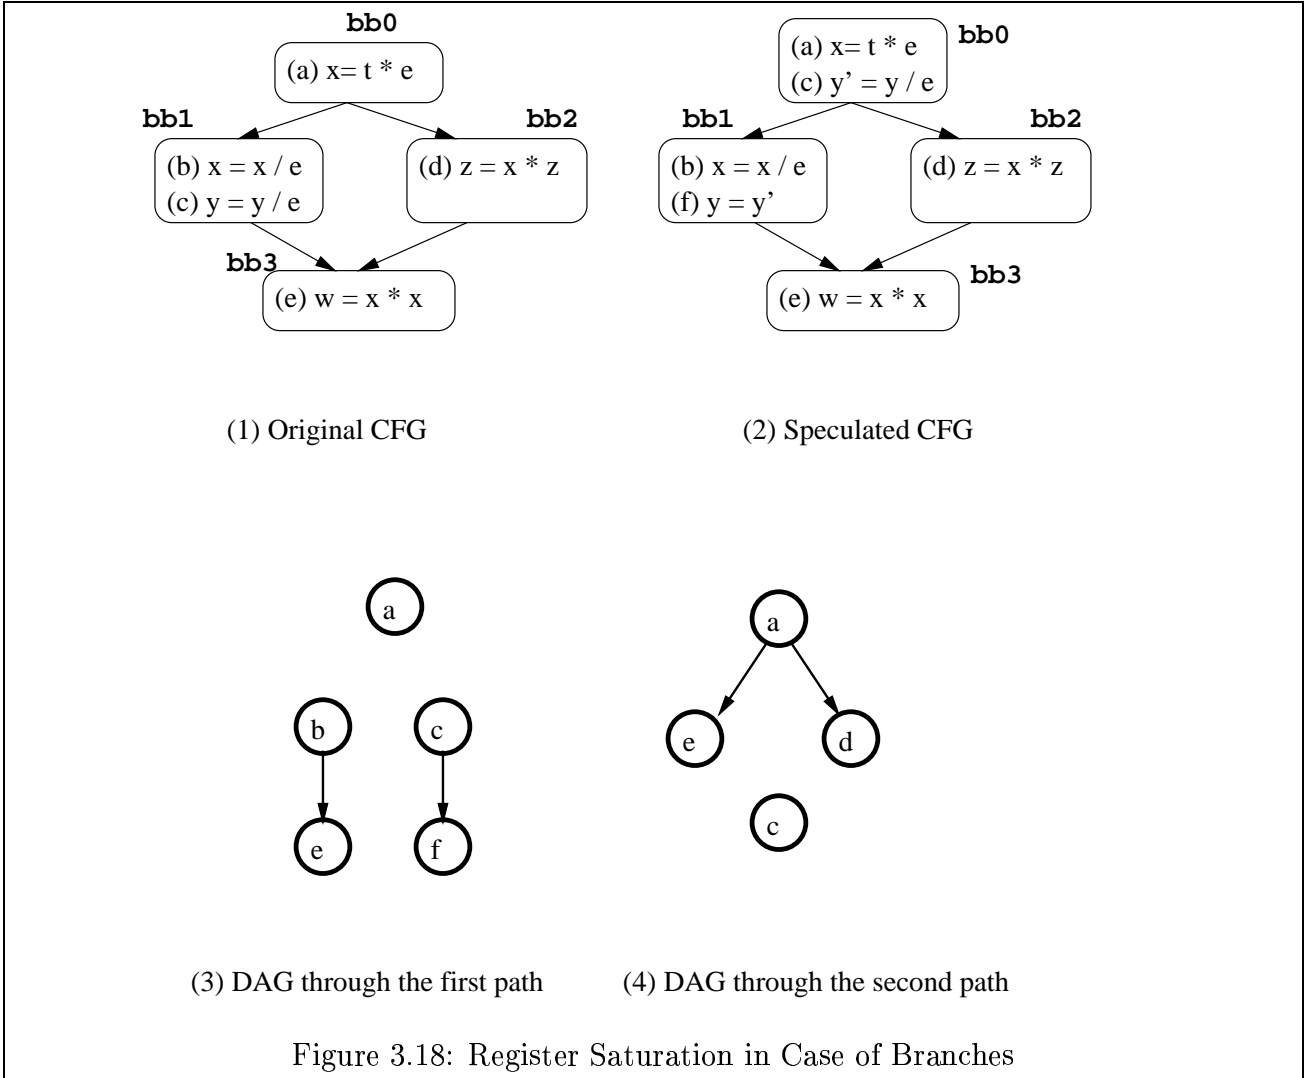 bb0
(a) x= t * e
bb1
(b) x = x / e
(c) y = y / e
bb2
(d) z = x * z
bb3
(e) w = x * x
(1) Original CFG
bb0
(a) x= t * e
(c) y’ = y / e
bb1
(b) x = x / e
(f) y = y’
bb2
(d) z = x * z
bb3
(e) w = x * x
(2) Speculated CFG
a
b
c
e
f
(3) DAG through the first path
a
e
d
c
(4) DAG through the second path
Figure 3.18: Register Saturation in Case of Branches